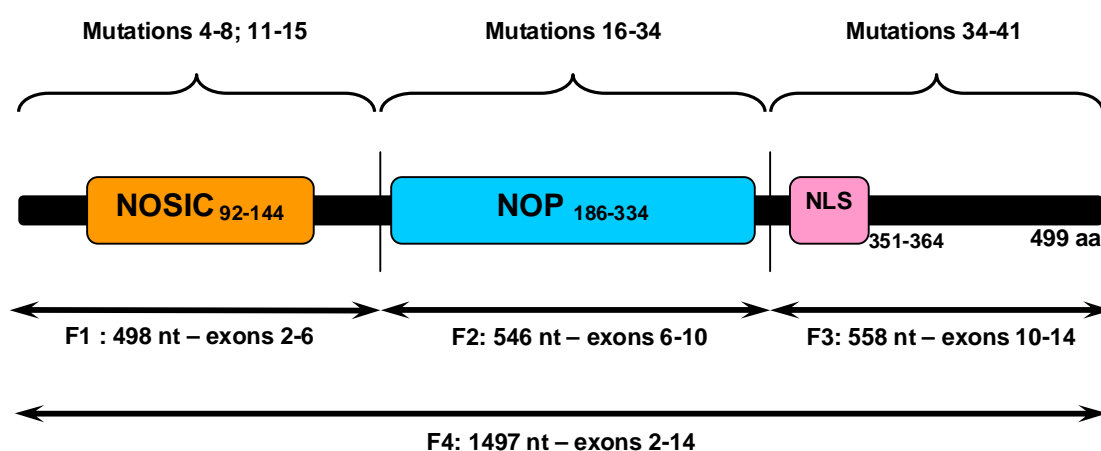 Mutations 4-8; 11-15 Mutations 16-34 Mutations 34-41
NOSIC 92-144 NOP 186-334 NLS
351-364 499 aa
F1 : 498 nt – exons 2-6 F2: 546 nt – exons 6-10 F3: 558 nt – exons 10-14
F4: 1497 nt – exons 2-14